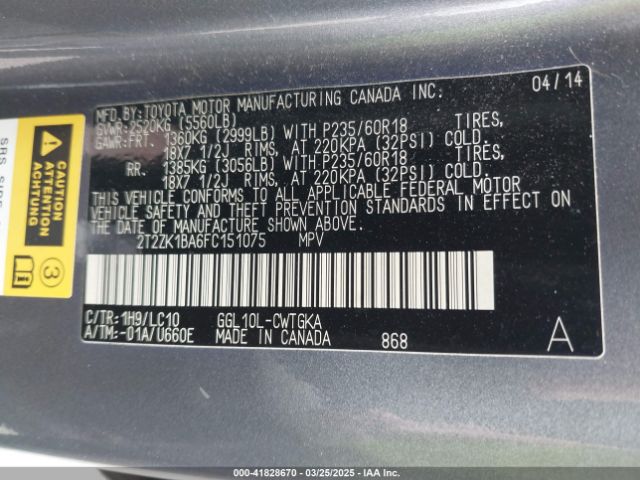 MFD.BY:TOYOTA MOTOR MANUFACTURING CANADA INC. 04/14
GVWR:2520KG (5560LB)
GAWR:FRT. 1360KG (2999LB) WITH P235/60R18 TIRES,
18X7 1/2J RIMS, AT 220KPA (32PSI) COLD.
RR. 1385KG (3056LB) WITH P235/60R18 TIRES,
18X7 1/2J RIMS, AT 220KPA (32PSI) COLD.
THIS VEHICLE CONFORMS TO ALL APPLICABLE FEDERAL MOTOR
VEHICLE SAFETY AND THEFT PREVENTION STANDARDS IN EFFECT ON
THE DATE OF MANUFACTURE SHOWN ABOVE.
2T2ZK1BA6FC151075 MPV
C/TR:1H9/LC10 GGL10L-CWTGKA
A/TM:-01A/U660E MADE IN CANADA 868 A
CAUTION
ATTENTION
ACHTUNG
3
000-41828670 | 03/25/2025 | IAAI.COM